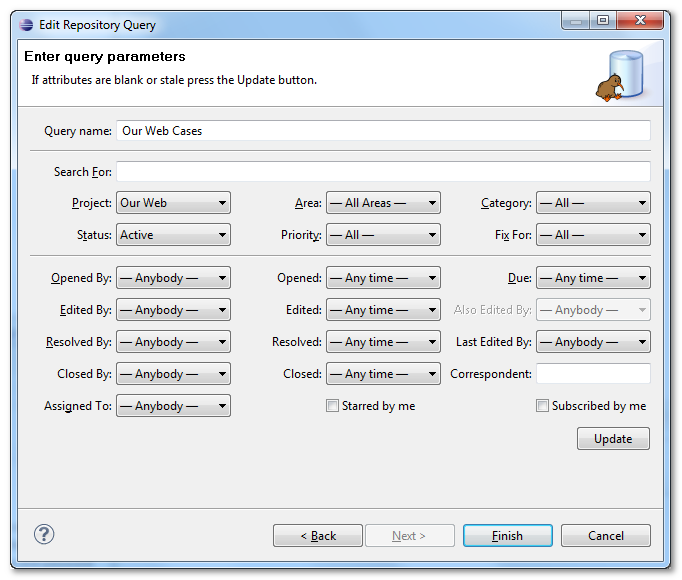 Edit Repository Query
Enter query parameters
If attributes are blank or stale press the Update button.
Query name: Our Web Cases
Search For:
Project: Our Web Area: — All Areas — Category: — All —
Status: Active Priority: — All — Fix For: — All —
Opened By: — Anybody — Opened: — Any time — Due: — Any time —
Edited By: — Anybody — Edited: — Any time — Also Edited By: — Anybody —
Resolved By: — Anybody — Resolved: — Any time — Last Edited By: — Anybody —
Closed By: — Anybody — Closed: — Any time — Correspondent:
Assigned To: — Anybody — Starred by me Subscribed by me
Update
? < Back Next > Finish Cancel